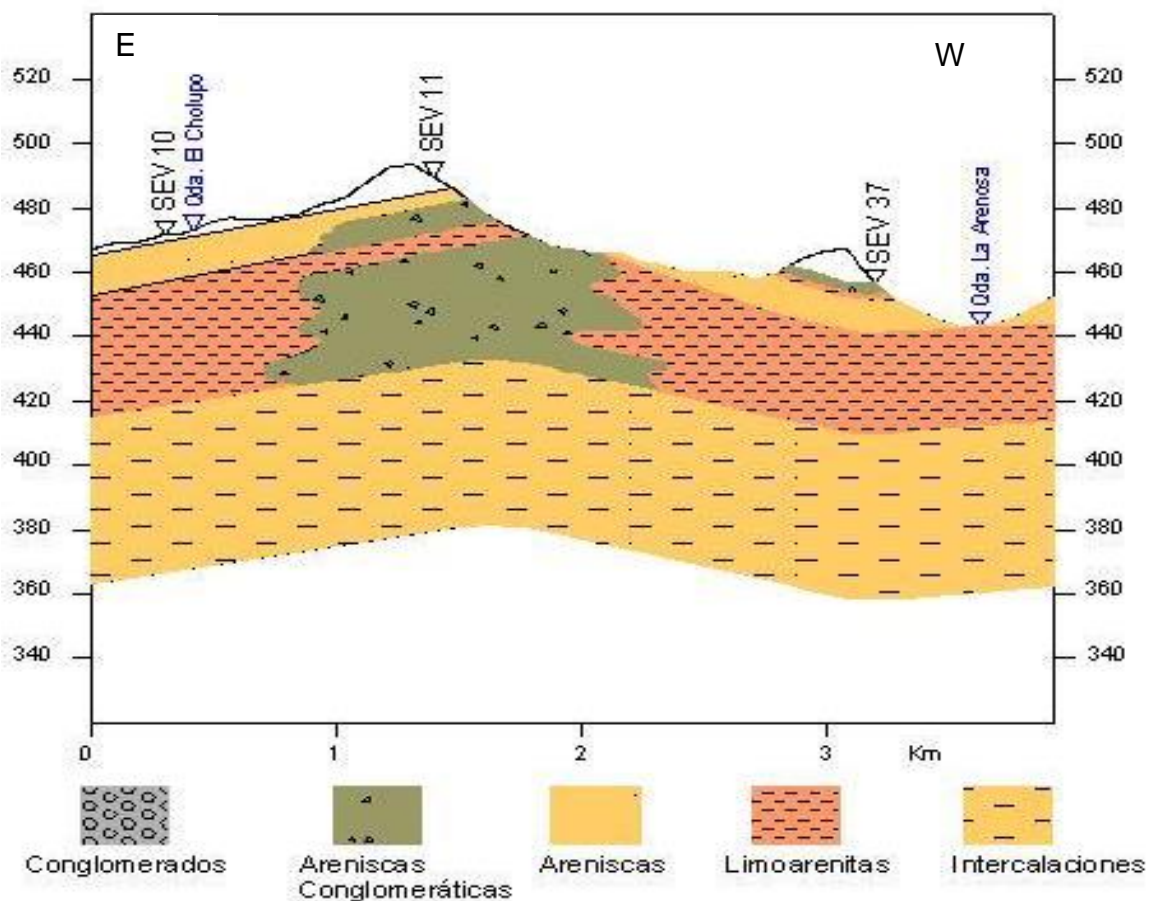 E
W
520
500
480
460
440
420
400
380
360
340
SEV 10
Qda. El Cholupo
SEV 11
SEV 37
Qda. La Arenosa
520
500
480
460
440
420
400
380
360
340
0
1
2
3
Km
Conglomerados
Areniscas
Conglomeráticas
Areniscas
Limoarenitas
Intercalaciones